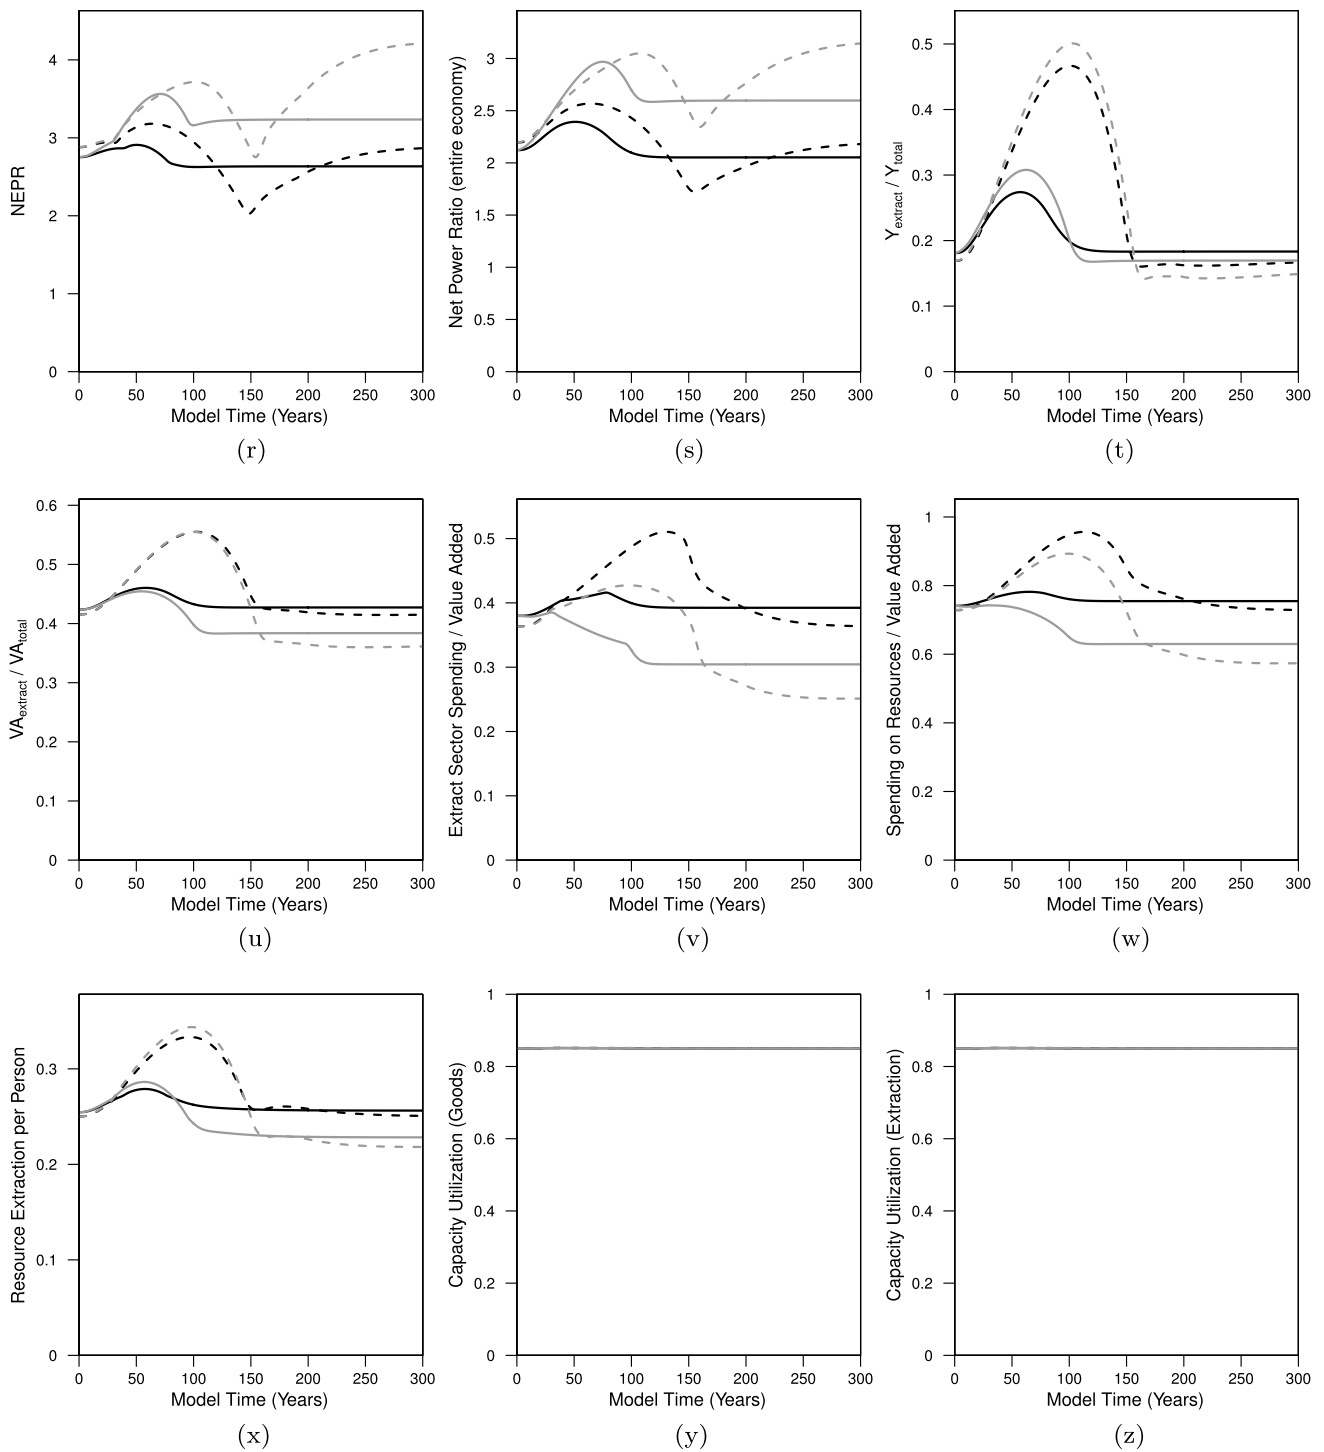 NEPR
0
1
2
3
4
0 50 100 150 200 250 300
Model Time (Years)
(r)
Net Power Ratio (entire economy)
0
0.5
1
1.5
2
2.5
3
0 50 100 150 200 250 300
Model Time (Years)
(s)
Yextract / Ytotal
0
0.1
0.2
0.3
0.4
0.5
0 50 100 150 200 250 300
Model Time (Years)
(t)
VAextract / VAtotal
0
0.1
0.2
0.3
0.4
0.5
0.6
0 50 100 150 200 250 300
Model Time (Years)
(u)
Extract Sector Spending / Value Added
0
0.1
0.2
0.3
0.4
0.5
0 50 100 150 200 250 300
Model Time (Years)
(v)
Spending on Resources / Value Added
0
0.2
0.4
0.6
0.8
1
0 50 100 150 200 250 300
Model Time (Years)
(w)
Resource Extraction per Person
0
0.1
0.2
0.3
0 50 100 150 200 250 300
Model Time (Years)
(x)
Capacity Utilization (Goods)
0
0.2
0.4
0.6
0.8
1
0 50 100 150 200 250 300
Model Time (Years)
(y)
Capacity Utilization (Extraction)
0
0.2
0.4
0.6
0.8
1
0 50 100 150 200 250 300
Model Time (Years)
(z)